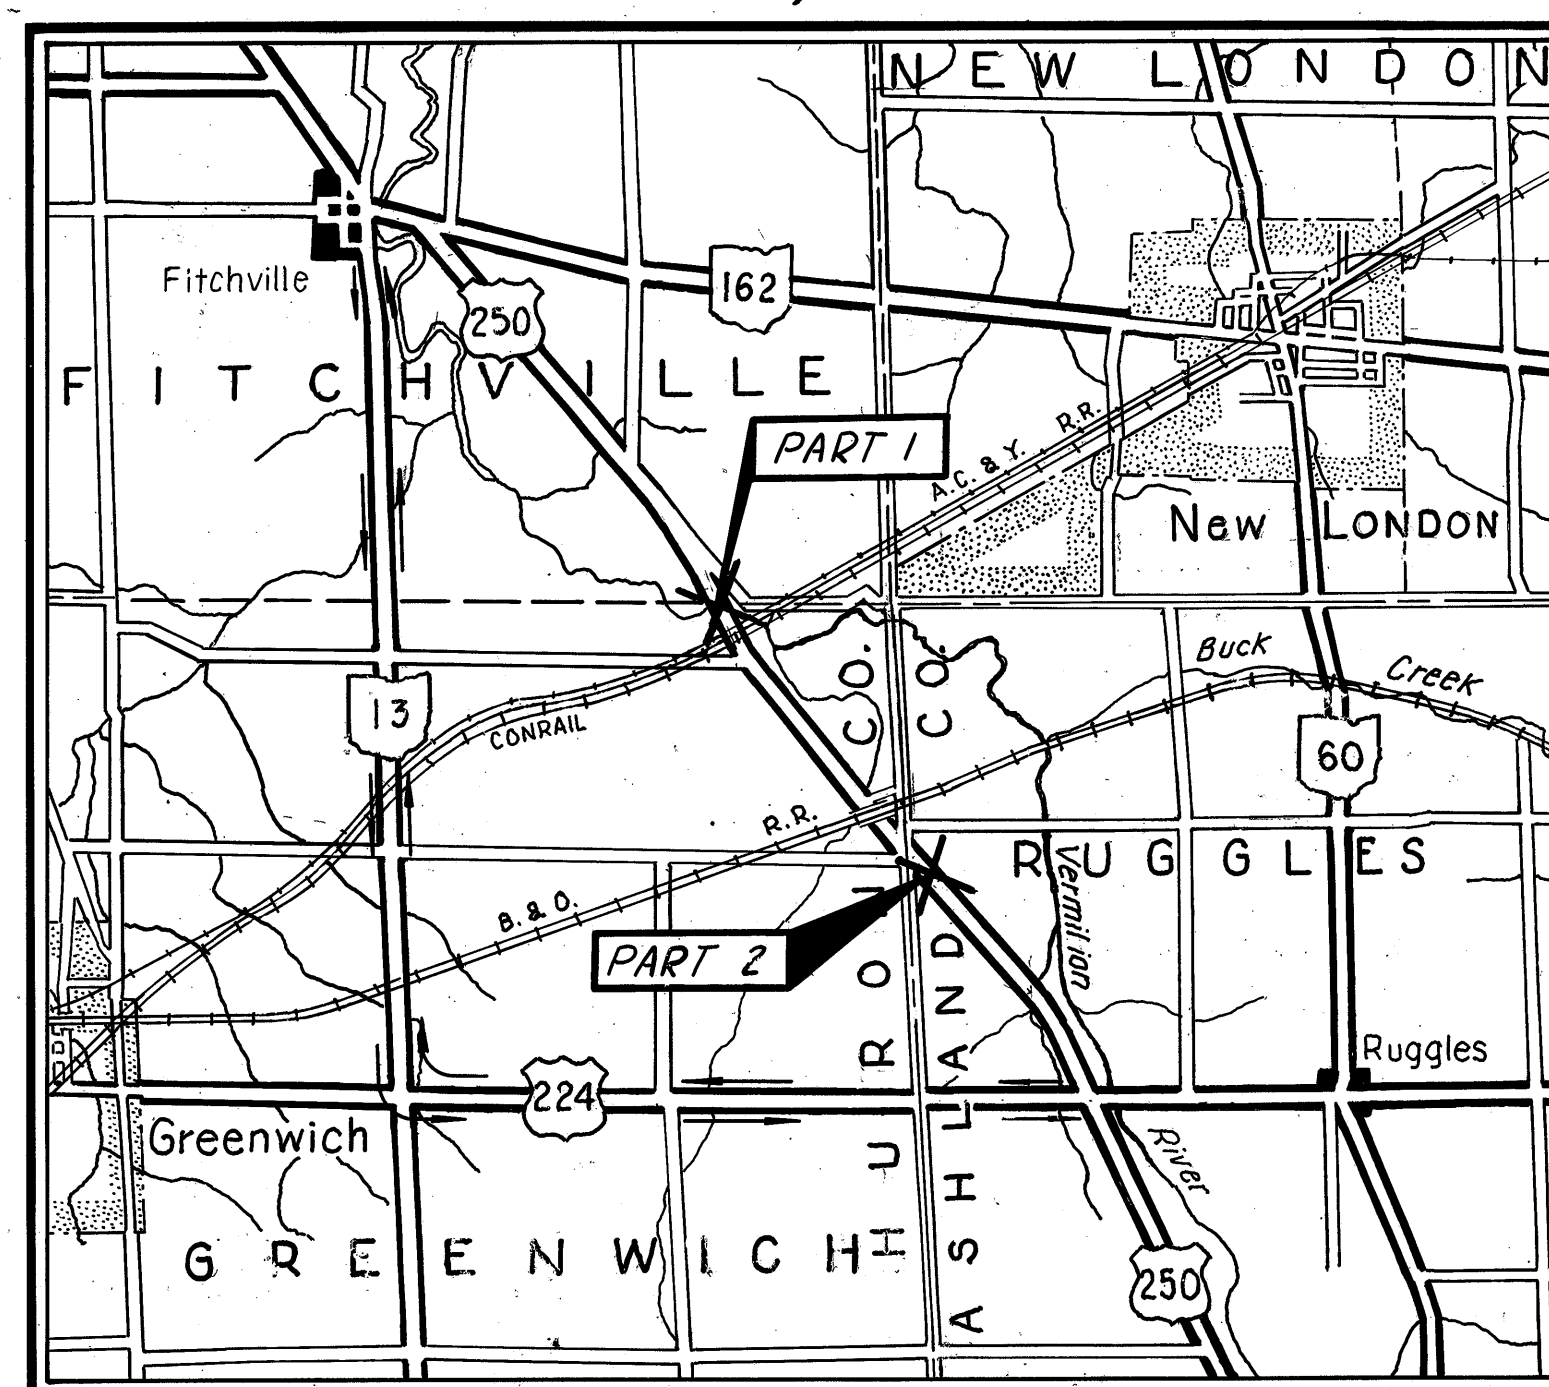 NEW LONDON
Fitchville
250
162
FITCHVILLE
PART 1
A.C. & Y. R.R.
New LONDON
CO.
CO.
Buck Creek
13
CONRAIL
60
R.R.
B. & O.
RUGGLES
Vermilion
PART 2
HURON
ASHLAND
Ruggles
224
Greenwich
River
GREENWICH
250